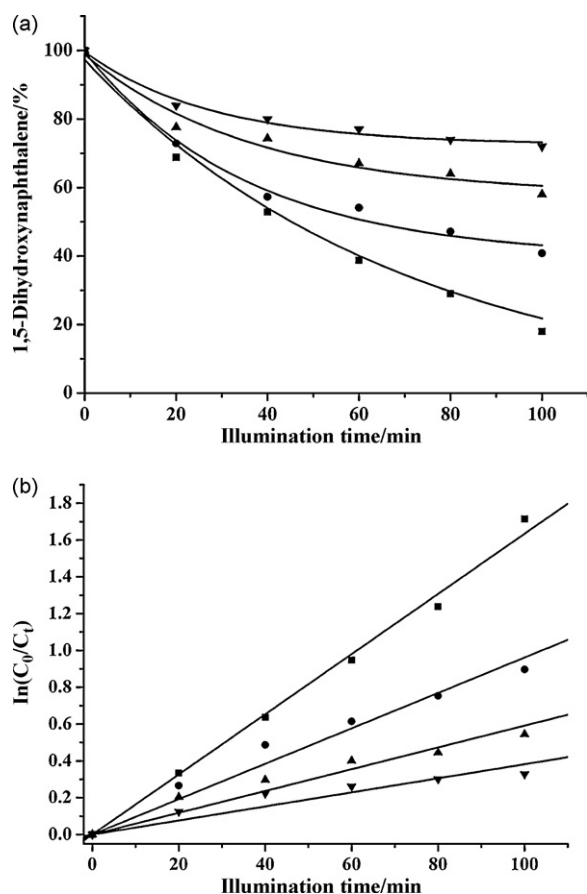 (a)
100
80
60
40
20
0
1,5-Dihydroxynaphthalene/%
0 20 40 60 80 100
Illumination time/min
(b)
1.8
1.6
1.4
1.2
1.0
0.8
0.6
0.4
0.2
0.0
In(C0/Ct)
0 20 40 60 80 100
Illumination time/min